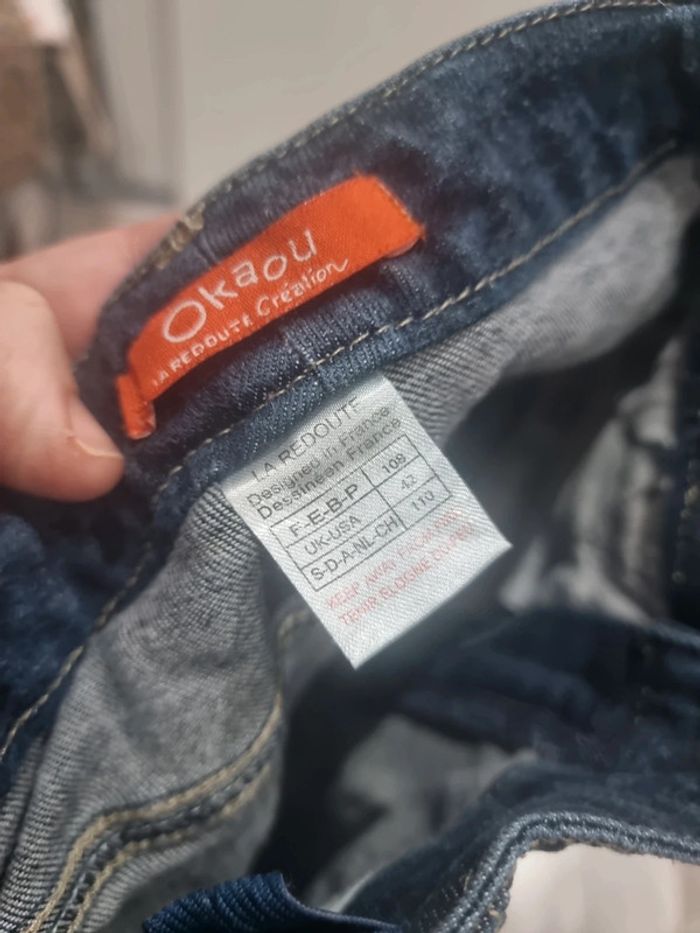 Okaou
LA REDOUTE Création
LA REDOUTE
Designed in France
Dessiné en France
F-E-B-P 108
UK-USA 42
S-D-A-NL-CH 110
KEEP AWAY FROM FIRE
TENIR ELOIGNE DU FEU